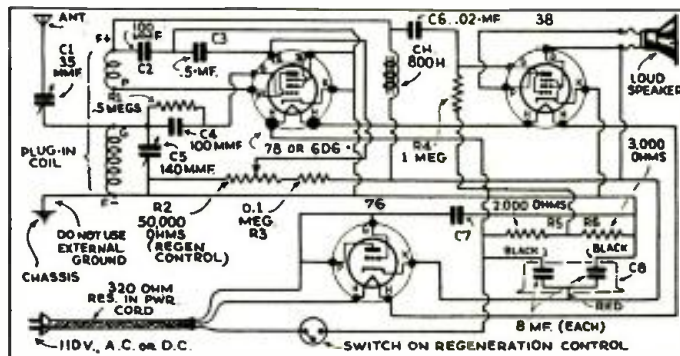 ANT.
C1
35
MMF.
F+
100
MMF
C2
C3
.5-MF.
C6..02-MF
38
CH.
800H
LOUD
SPEAKER
.5 MEGS
P
G
F-
C4
100 MMF
C5
140MMF.
PLUG-IN
COIL
78 OR 6D6
R4
1 MEG
3,000
OHMS
R2
50,000
OHMS
(REGEN
CONTROL)
0.1
MEG
R3
76
C7
2,000 OHMS
R5
R6
BLACK
BLACK
C8
RED
DO NOT USE
EXTERNAL
GROUND
CHASSIS
320 OHM
RES. IN PWR.
CORD
8 MF. (EACH)
110V., A.C. OR D.C.
SWITCH ON REGENERATION CONTROL